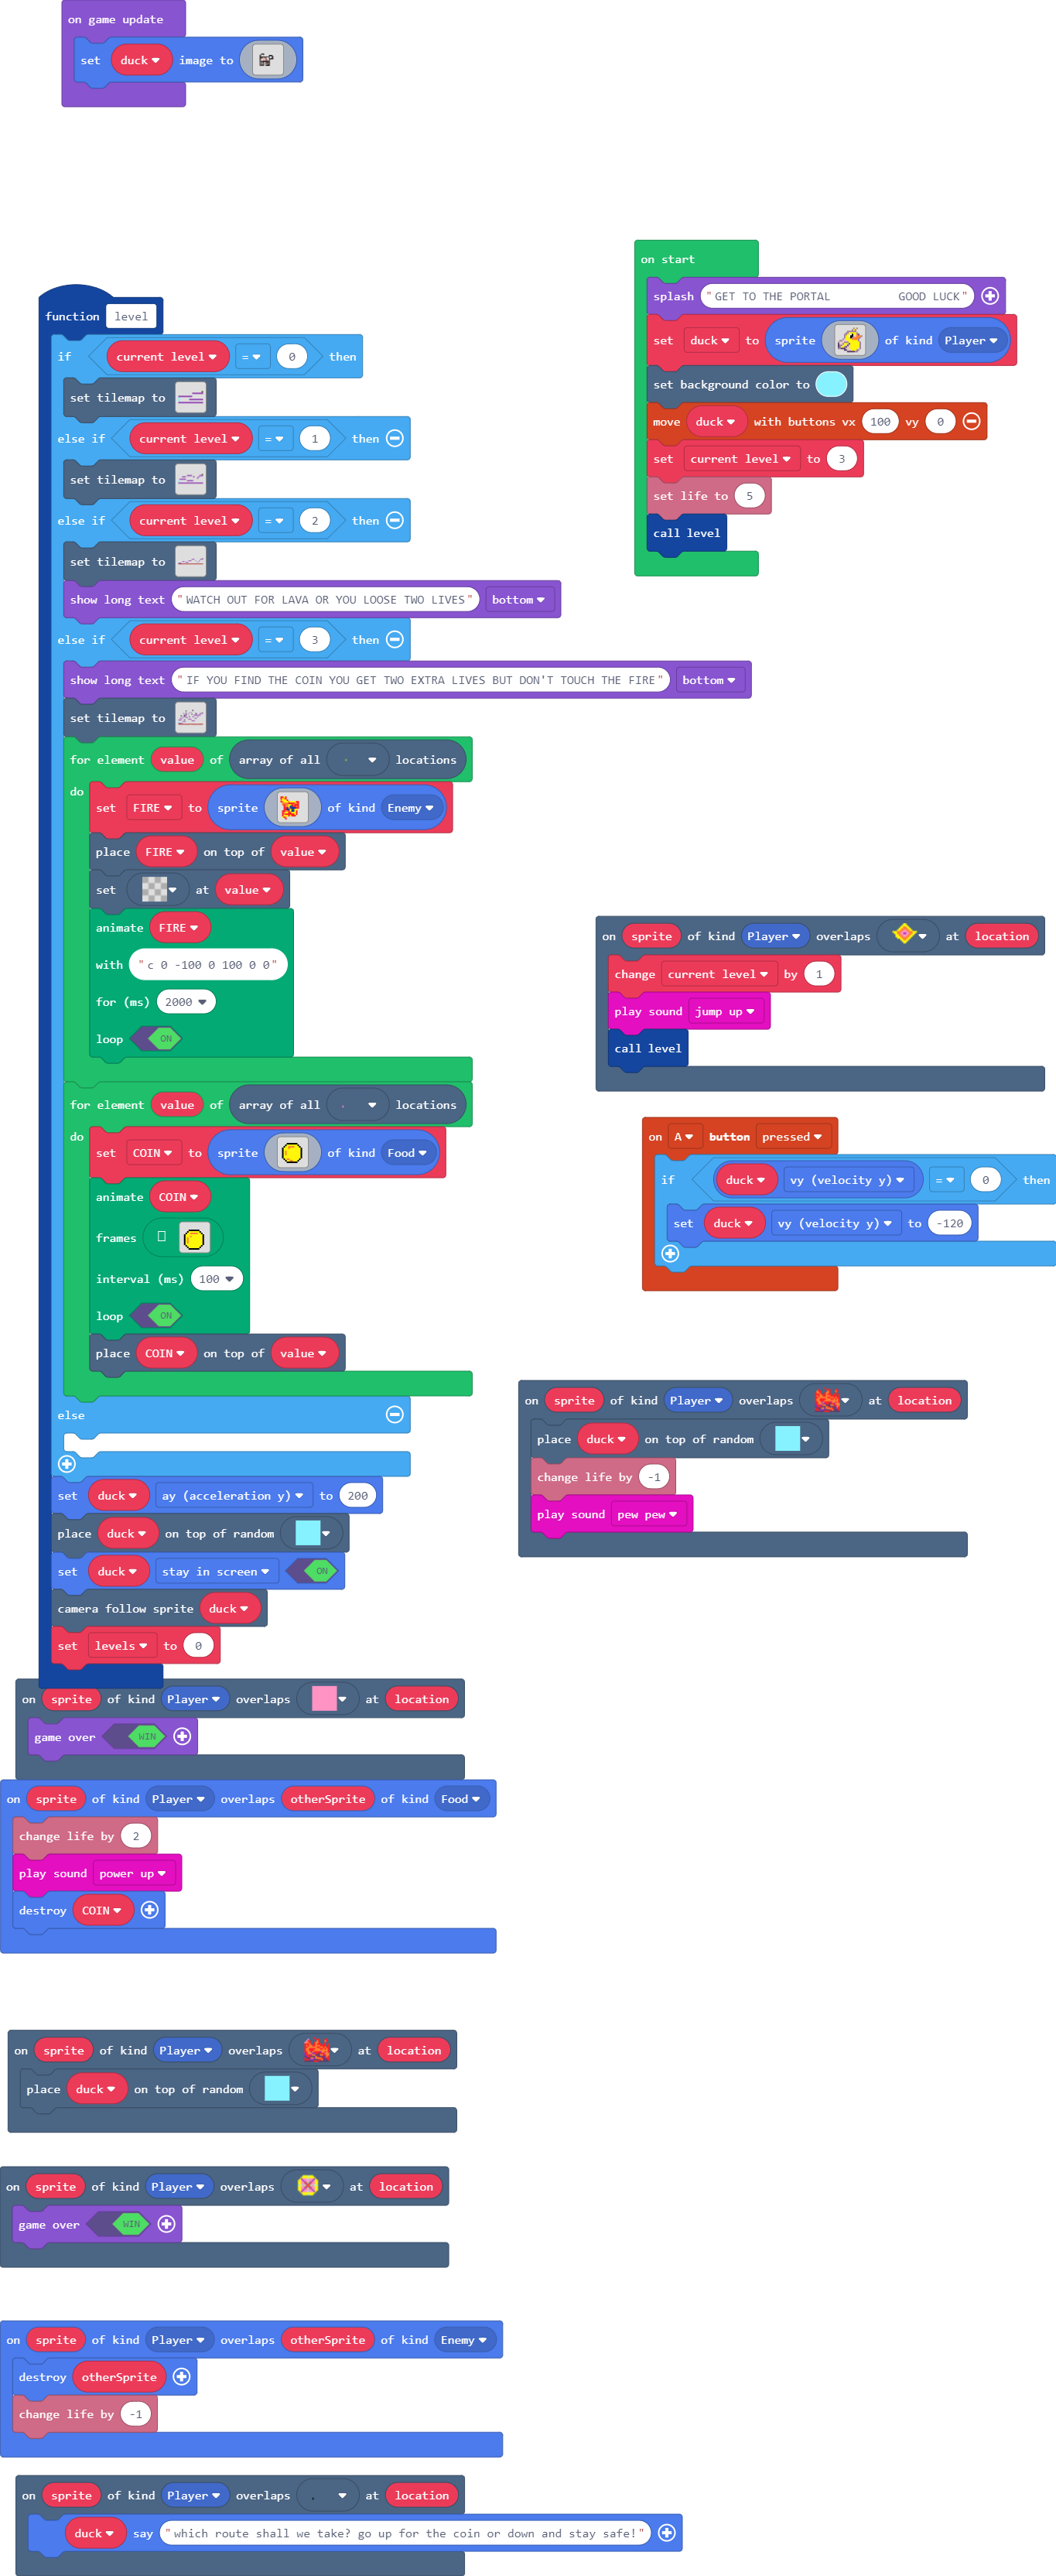 on game update
set duck image to
on start
splash "GET TO THE PORTAL GOOD LUCK"
set duck to sprite of kind Player
set background color to
move duck with buttons vx 100 vy 0
set current level to 3
set life to 5
call level
function level
if current level = 0 then
set tilemap to
else if current level = 1 then
set tilemap to
else if current level = 2 then
set tilemap to
show long text "WATCH OUT FOR LAVA OR YOU LOOSE TWO LIVES" bottom
else if current level = 3 then
show long text "IF YOU FIND THE COIN YOU GET TWO EXTRA LIVES BUT DON'T TOUCH THE FIRE" bottom
set tilemap to
for element value of array of all locations
do
set FIRE to sprite of kind Enemy
place FIRE on top of value
set at value
animate FIRE
with "c 0 -100 0 100 0 0"
for (ms) 2000
loop ON
for element value of array of all locations
do
set COIN to sprite of kind Food
animate COIN
frames
interval (ms) 100
loop ON
place COIN on top of value
else
set duck ay (acceleration y) to 200
place duck on top of random
set duck stay in screen ON
camera follow sprite duck
set levels to 0
on sprite of kind Player overlaps at location
change current level by 1
play sound jump up
call level
on A button pressed
if duck vy (velocity y) = 0 then
set duck vy (velocity y) to -120
on sprite of kind Player overlaps at location
place duck on top of random
change life by -1
play sound pew pew
on sprite of kind Player overlaps at location
game over WIN
on sprite of kind Player overlaps otherSprite of kind Food
change life by 2
play sound power up
destroy COIN
on sprite of kind Player overlaps at location
place duck on top of random
on sprite of kind Player overlaps at location
game over WIN
on sprite of kind Player overlaps otherSprite of kind Enemy
destroy otherSprite
change life by -1
on sprite of kind Player overlaps at location
duck say "which route shall we take? go up for the coin or down and stay safe!"